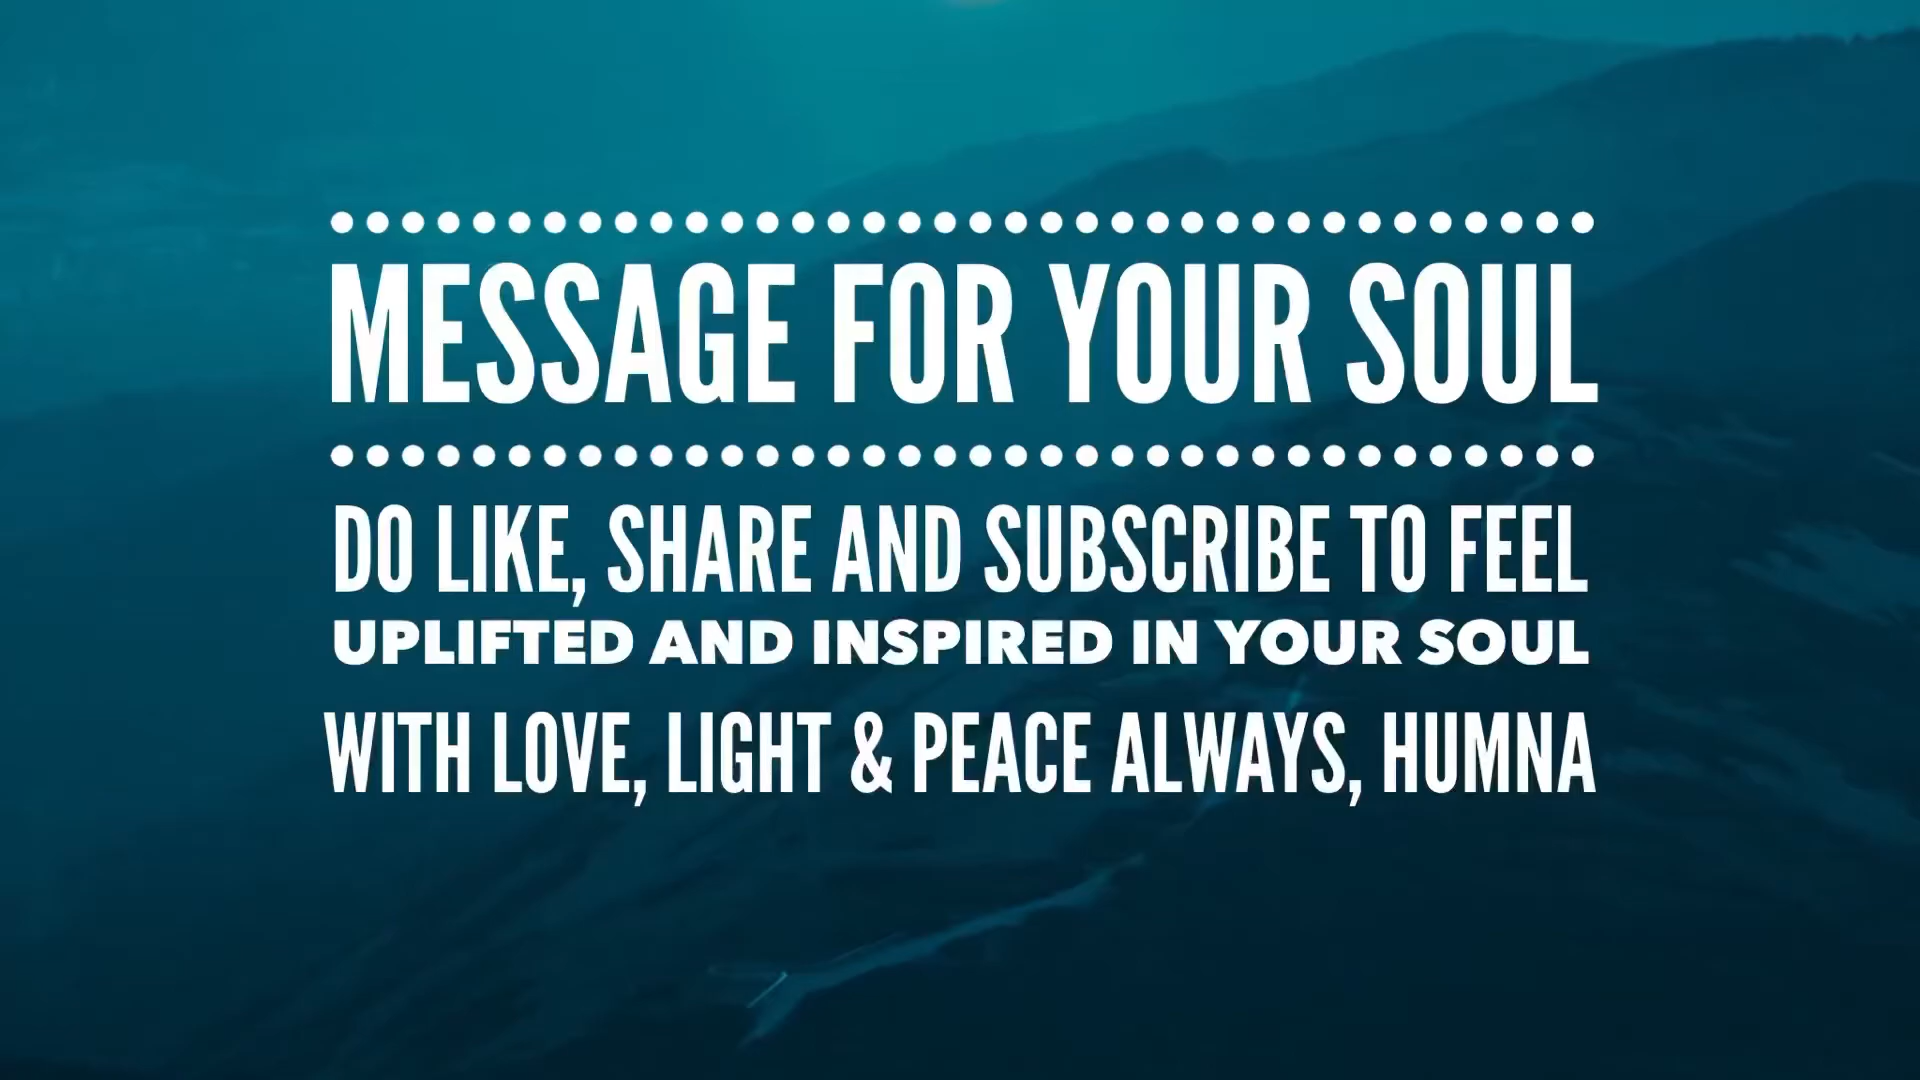 MESSAGE FOR YOUR SOUL
DO LIKE, SHARE AND SUBSCRIBE TO FEEL
UPLIFTED AND INSPIRED IN YOUR SOUL
WITH LOVE, LIGHT & PEACE ALWAYS, HUMNA